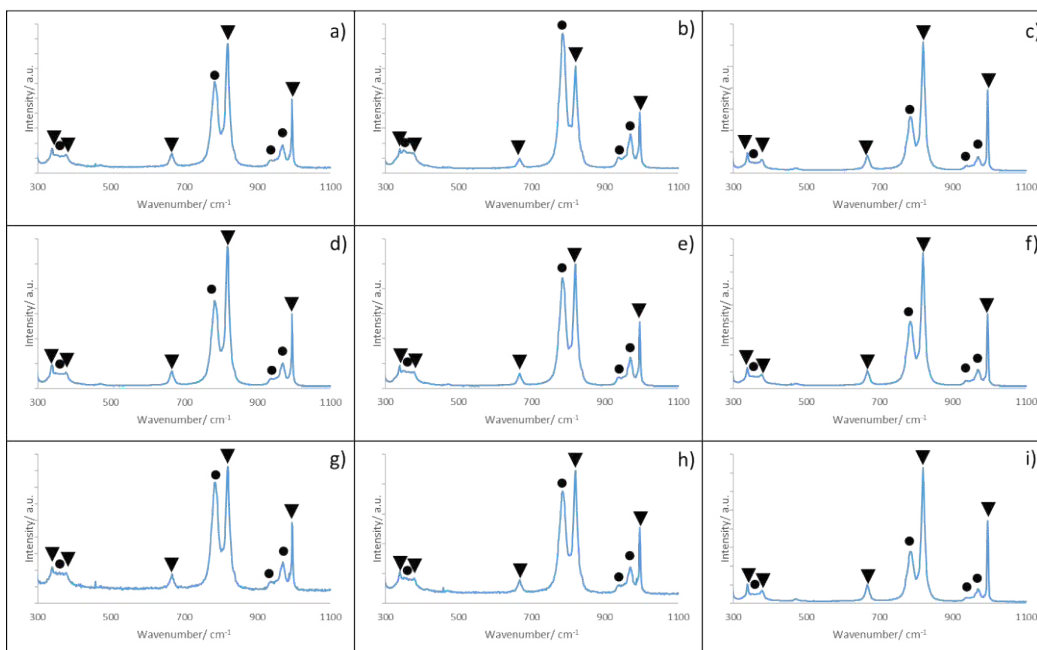 a)
Intensity/ a.u.
300 500 700 900 1100
Wavenumber/ cm-1
b)
Intensity/ a.u.
300 500 700 900 1100
Wavenumber/ cm-1
c)
Intensity/ a.u.
300 500 700 900 1100
Wavenumber/ cm-1
d)
Intensity/ a.u.
300 500 700 900 1100
Wavenumber/ cm-1
e)
Intensity/ a.u.
300 500 700 900 1100
Wavenumber/ cm-1
f)
Intensity/ a.u.
300 500 700 900 1100
Wavenumber/ cm-1
g)
Intensity/ a.u.
300 500 700 900 1100
Wavenumber/ cm-1
h)
Intensity/ a.u.
300 500 700 900 1100
Wavenumber/ cm-1
i)
Intensity/ a.u.
300 500 700 900 1100
Wavenumber/ cm-1